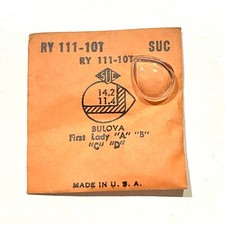 RY 111-10T SUC
RY 111-10T
SUC
14.2
11.4
BULOVA
First Lady "A" "B"
"C" "D"
MADE IN U. S. A.